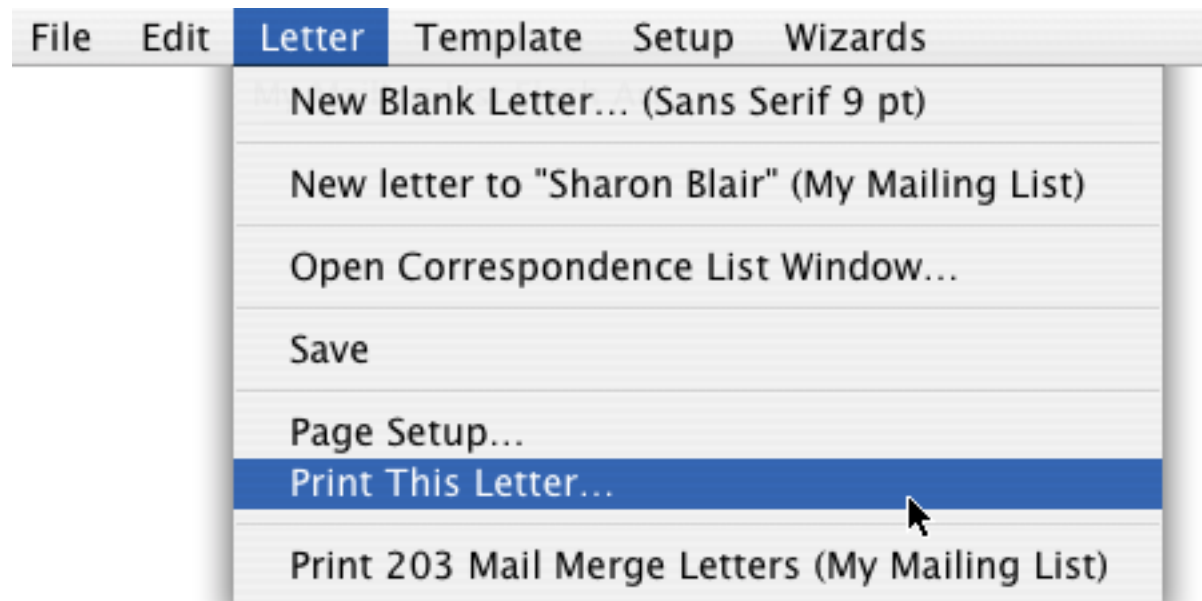 File Edit Letter Template Setup Wizards
New Blank Letter… (Sans Serif 9 pt)
New letter to "Sharon Blair" (My Mailing List)
Open Correspondence List Window…
Save
Page Setup…
Print This Letter…
Print 203 Mail Merge Letters (My Mailing List)